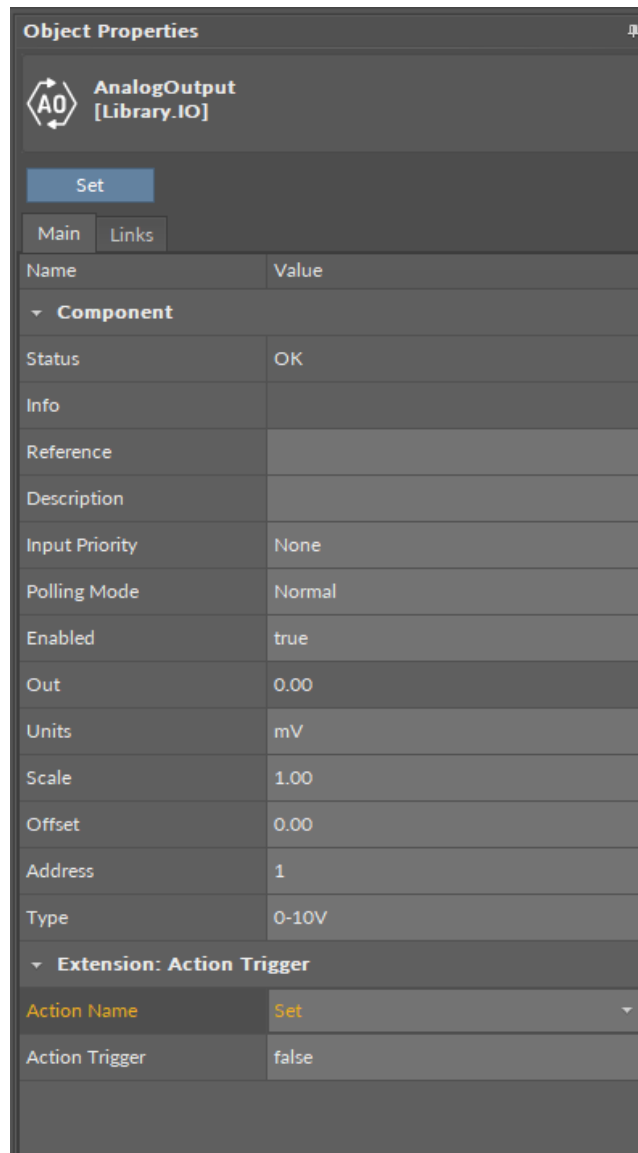 Object Properties
AO
AnalogOutput
[Library.IO]
Set
Main Links
Name Value
Component
Status OK
Info
Reference
Description
Input Priority None
Polling Mode Normal
Enabled true
Out 0.00
Units mV
Scale 1.00
Offset 0.00
Address 1
Type 0-10V
Extension: Action Trigger
Action Name Set
Action Trigger false